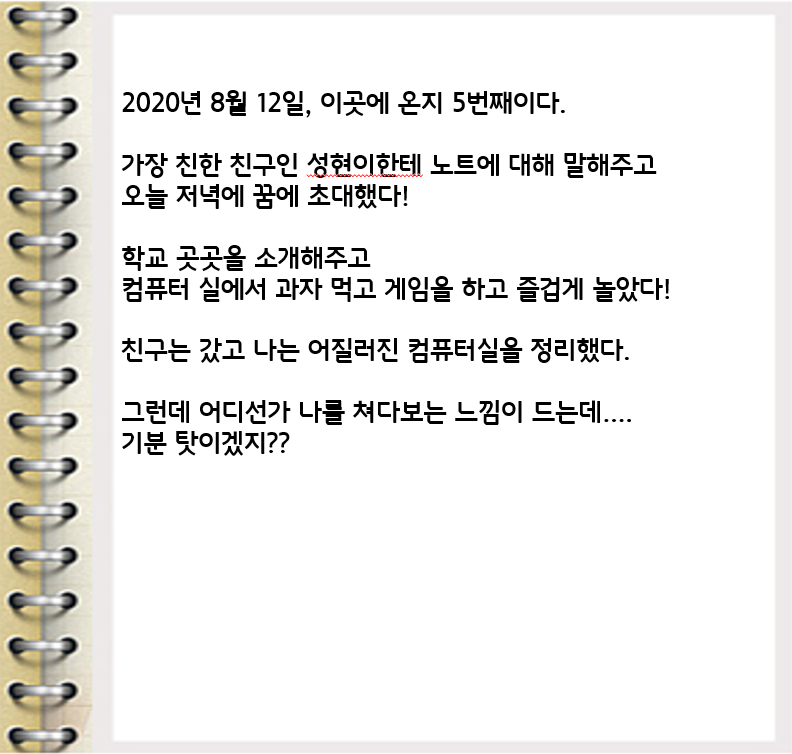 2020년 8월 12일, 이곳에 온지 5번째이다.
가장 친한 친구인 성현이한테 노트에 대해 말해주고
오늘 저녁에 꿈에 초대했다!
학교 곳곳을 소개해주고
컴퓨터 실에서 과자 먹고 게임을 하고 즐겁게 놀았다!
친구는 갔고 나는 어질러진 컴퓨터실을 정리했다.
그런데 어디선가 나를 쳐다보는 느낌이 드는데....
기분 탓이겠지??